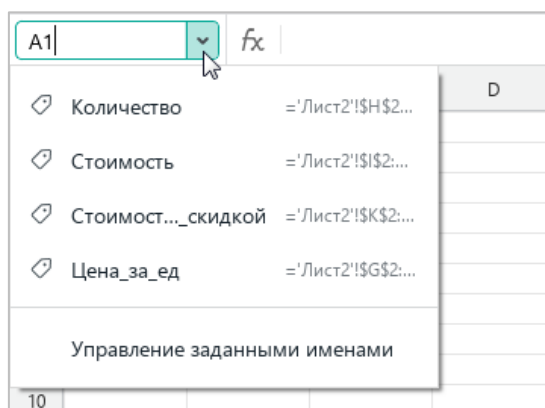 A1 fx
D
Количество ='Лист2'!$H$2...
Стоимость ='Лист2'!$I$2:...
Стоимост..._скидкой ='Лист2'!$K$2:...
Цена_за_ед ='Лист2'!$G$2:...
Управление заданными именами
10